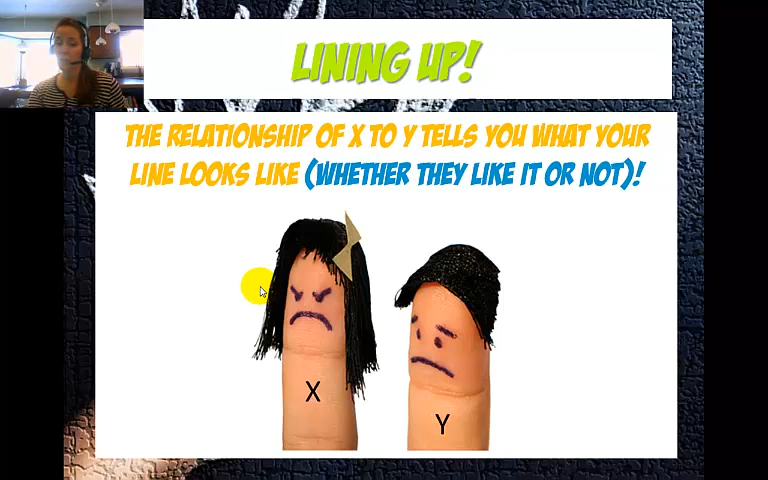 LINING UP!
THE RELATIONSHIP OF X TO Y TELLS YOU WHAT YOUR
LINE LOOKS LIKE (WHETHER THEY LIKE IT OR NOT)!
X
Y